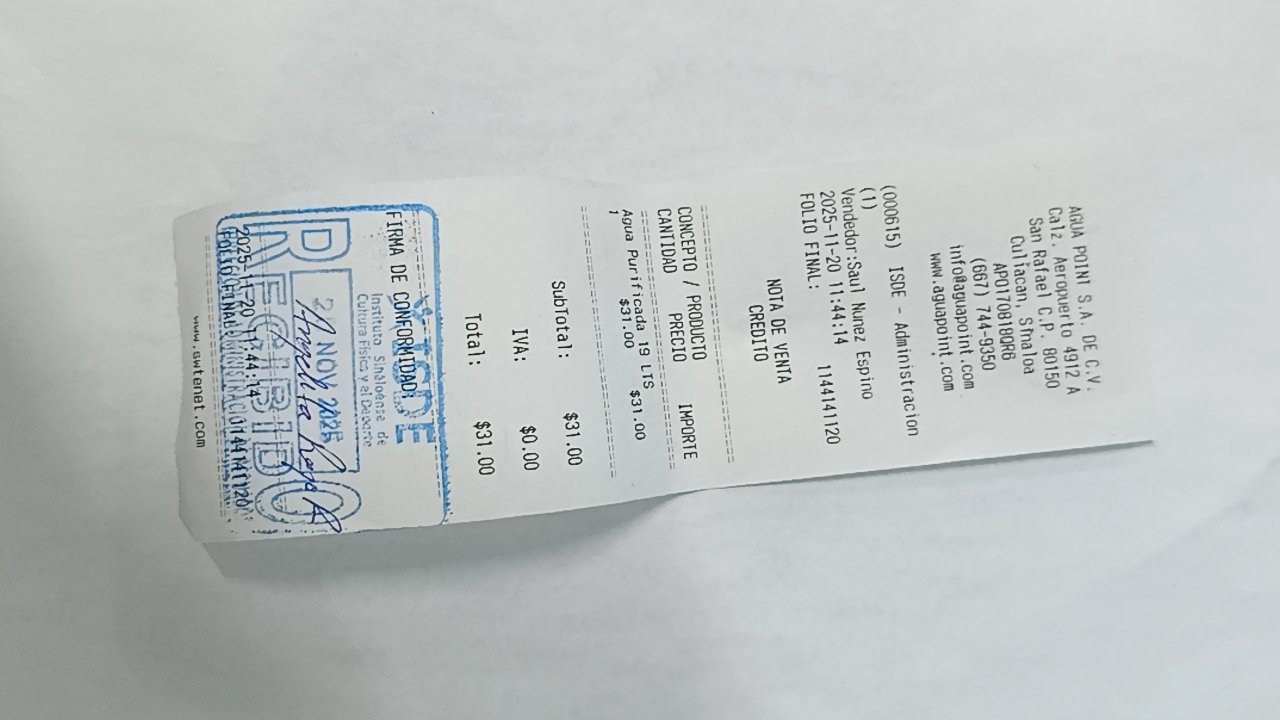 AGUA POINT S.A. DE C.V.
Calz. Aeropuerto 4912 A
San Rafael C.P. 80150
Culiacan, Sinaloa
APO170818QR6
(667) 744-9350
info@aguapoint.com
www.aguapoint.com
(000615) ISDE - Administracion
(1)
Vendedor:Saul Nunez Espino
2025-11-20 11:44:14
FOLIO FINAL: 1144141120
NOTA DE VENTA
CREDITO
CONCEPTO / PRODUCTO
CANTIDAD PRECIO IMPORTE
Agua Purificada 19 LTS
1 $31.00 $31.00
SubTotal: $31.00
IVA: $0.00
Total: $31.00
ISDE
Instituto Sinaloense de
Cultura Física y el Deporte
FIRMA DE CONFORMIDAD:
NOV 2025
RECIBIDO
2025-11-20 11:44:14
www.swtenet.com